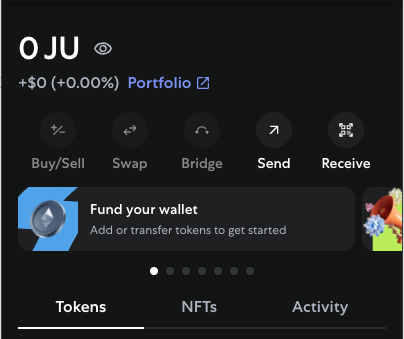 0 JU
+$0 (+0.00%) Portfolio
Buy/Sell Swap Bridge Send Receive
Fund your wallet
Add or transfer tokens to get started
Tokens NFTs Activity